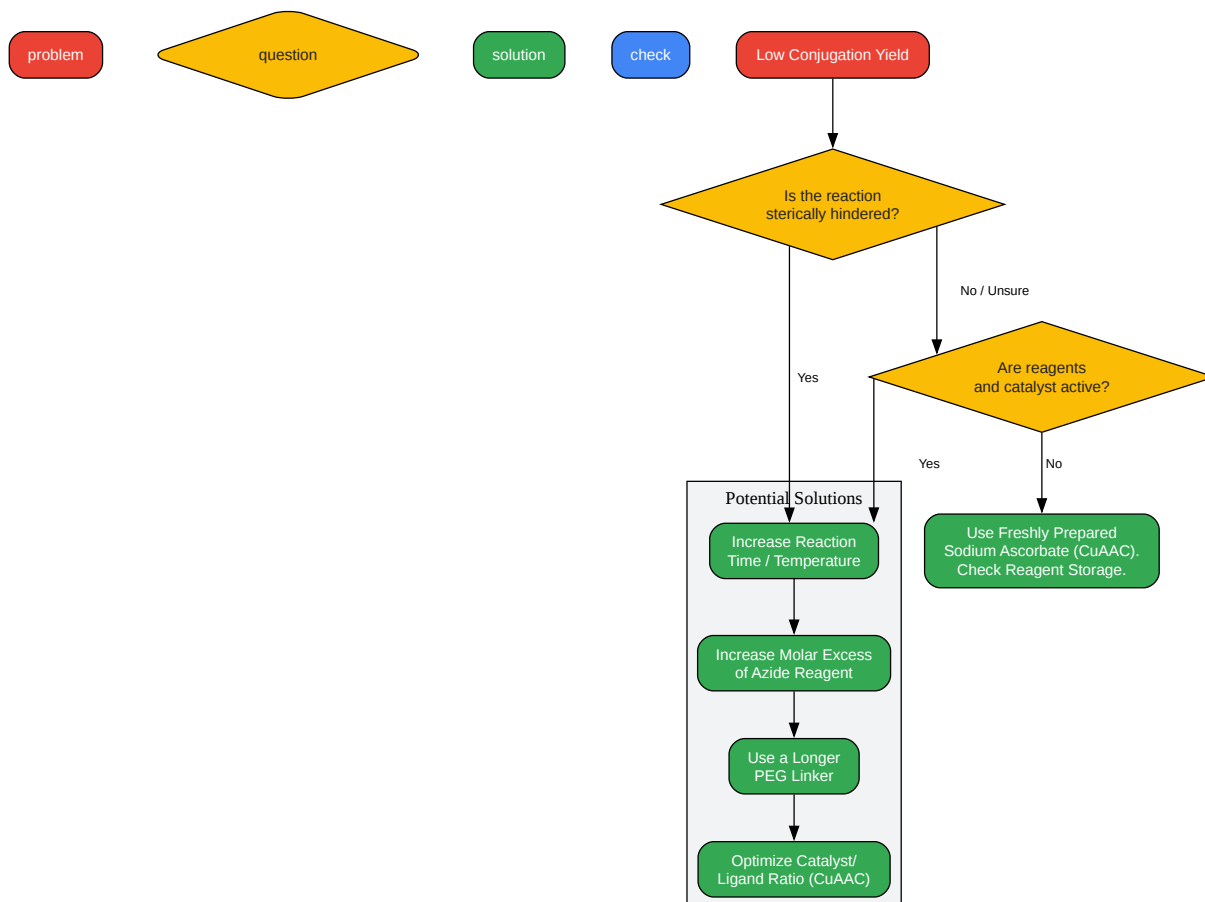 problem
question
solution
check
Low Conjugation Yield
Is the reaction
sterically hindered?
No / Unsure
Yes
Are reagents
and catalyst active?
Yes
No
Potential Solutions
Increase Reaction
Time / Temperature
Use Freshly Prepared
Sodium Ascorbate (CuAAC).
Check Reagent Storage.
Increase Molar Excess
of Azide Reagent
Use a Longer
PEG Linker
Optimize Catalyst/
Ligand Ratio (CuAAC)